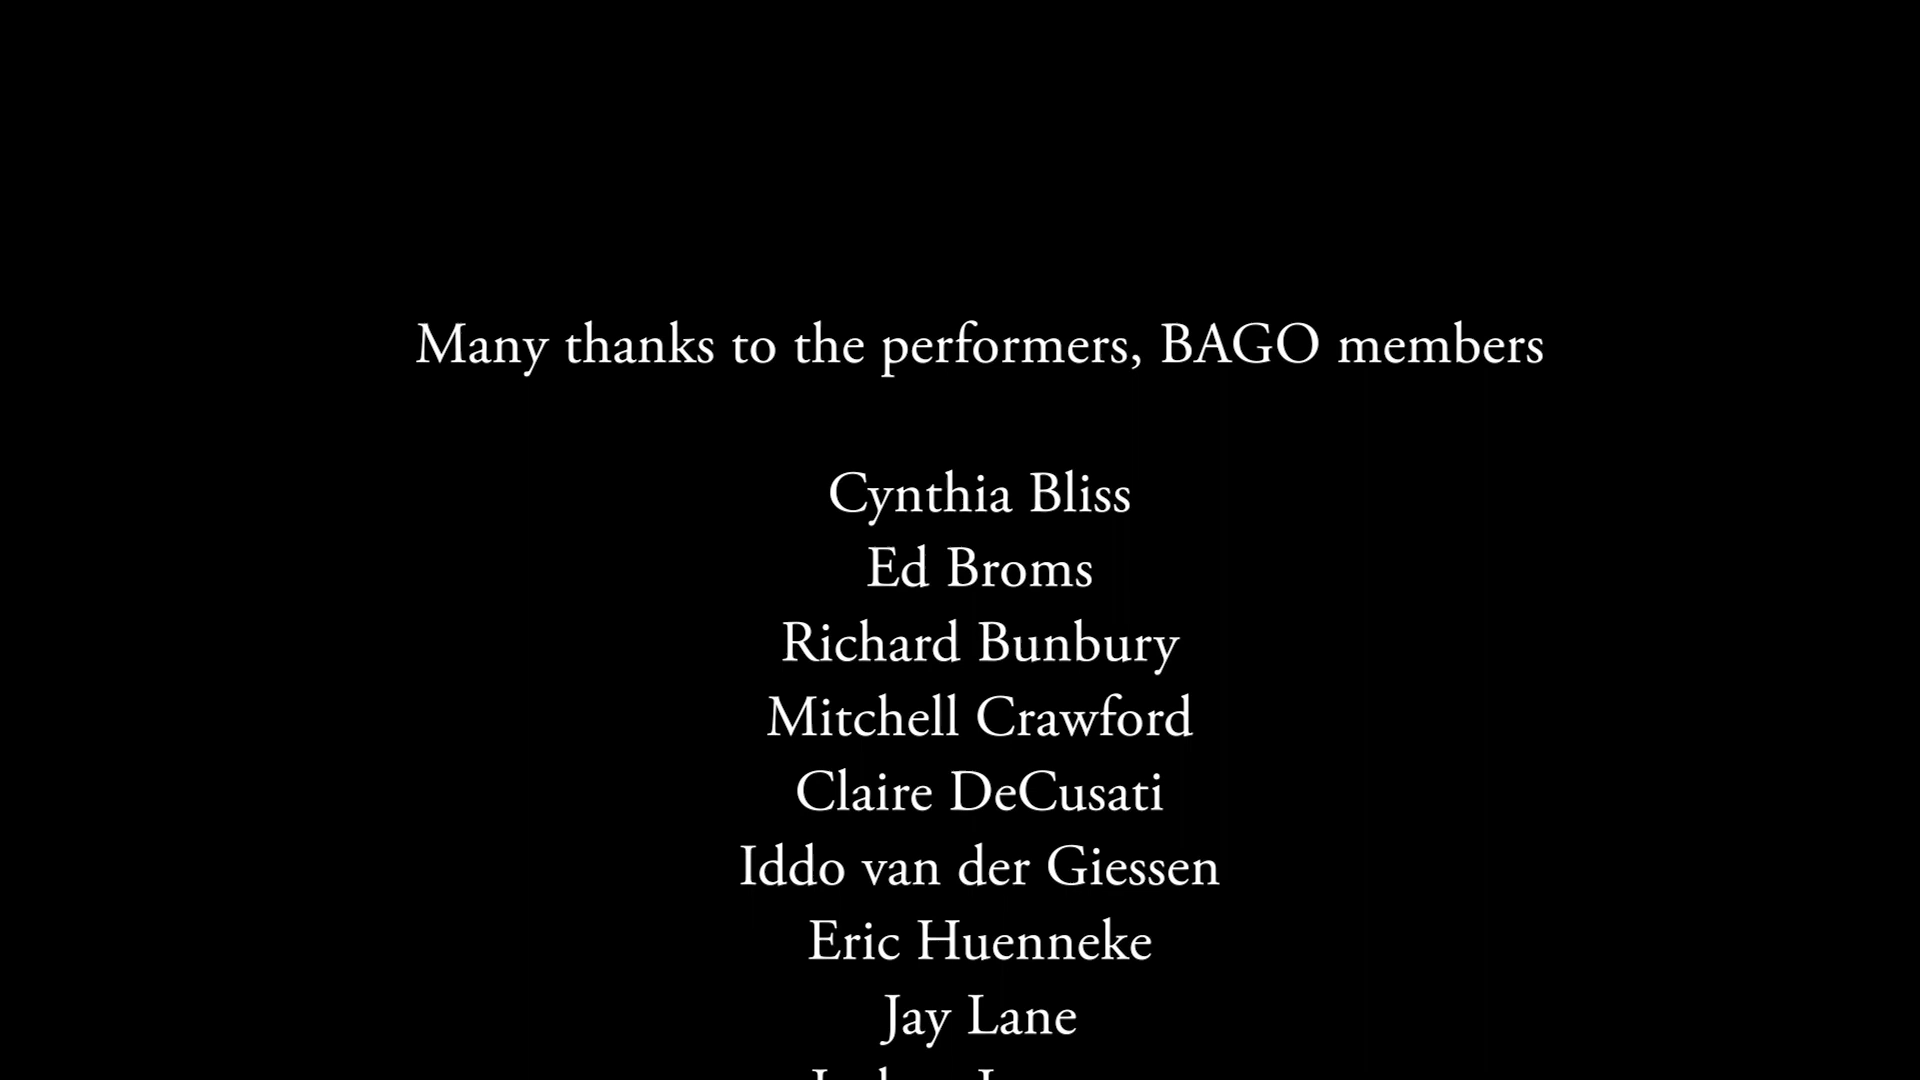 Many thanks to the performers, BAGO members
Cynthia Bliss
Ed Broms
Richard Bunbury
Mitchell Crawford
Claire DeCusati
Iddo van der Giessen
Eric Huenneke
Jay Lane